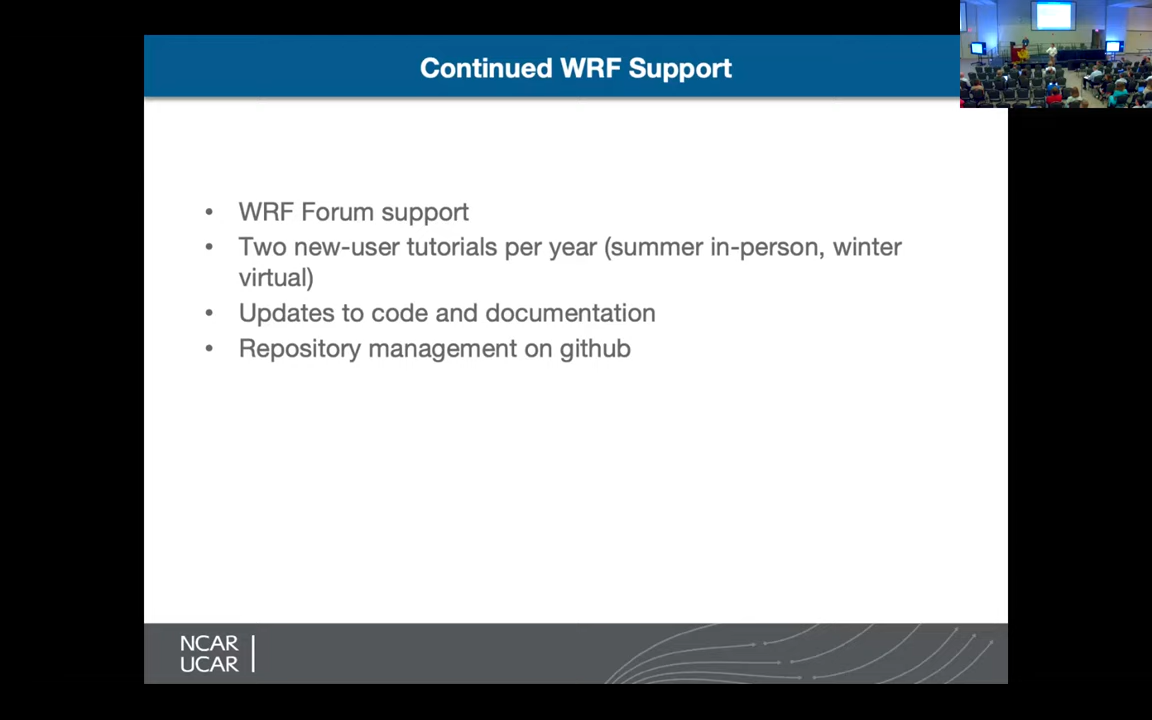 Continued WRF Support
• WRF Forum support
• Two new-user tutorials per year (summer in-person, winter
virtual)
• Updates to code and documentation
• Repository management on github
NCAR
UCAR